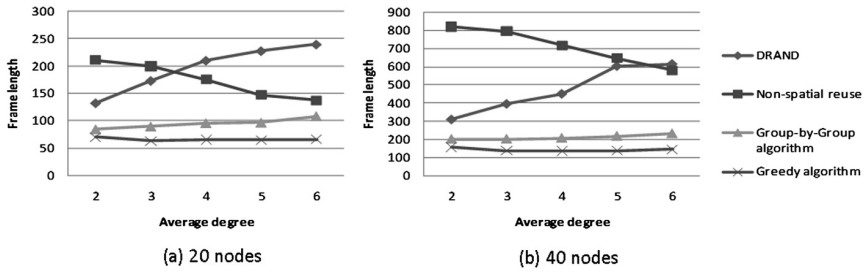 300
250
200
150
100
50
0
Frame length
2 3 4 5 6
Average degree
(a) 20 nodes
900
800
700
600
500
400
300
200
100
0
Frame length
2 3 4 5 6
Average degree
(b) 40 nodes
DRAND
Non-spatial reuse
Group-by-Group
algorithm
Greedy algorithm